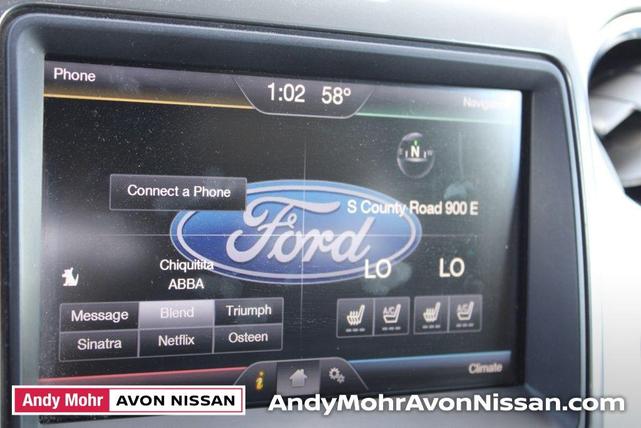 Phone
1:02 58°
Navigation
N
Connect a Phone
S County Road 900 E
Ford
Chiquitita
ABBA
LO LO
Message Blend Triumph
A/C A/C
Sinatra Netflix Osteen
i
Climate
Andy Mohr AVON NISSAN
AndyMohrAvonNissan.com